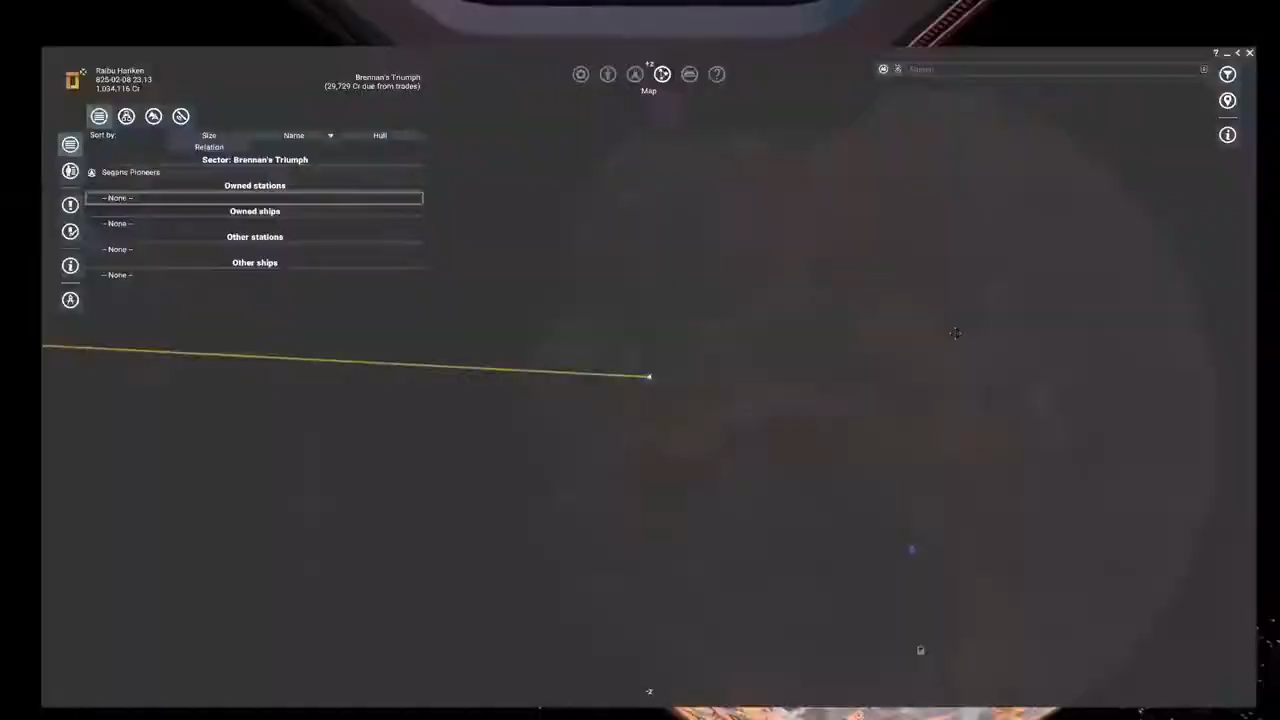 Raibu Hanken
825-02-08 23:13
1,034,116 Cr
Brennan's Triumph
(29,729 Cr due from trades)
+z
Map
? _ < X
Sort by:
Size
Name
Hull
Relation
Sector: Brennan's Triumph
Segaris Pioneers
Owned stations
-- None --
Owned ships
-- None --
Other stations
-- None --
Other ships
-- None --
-z